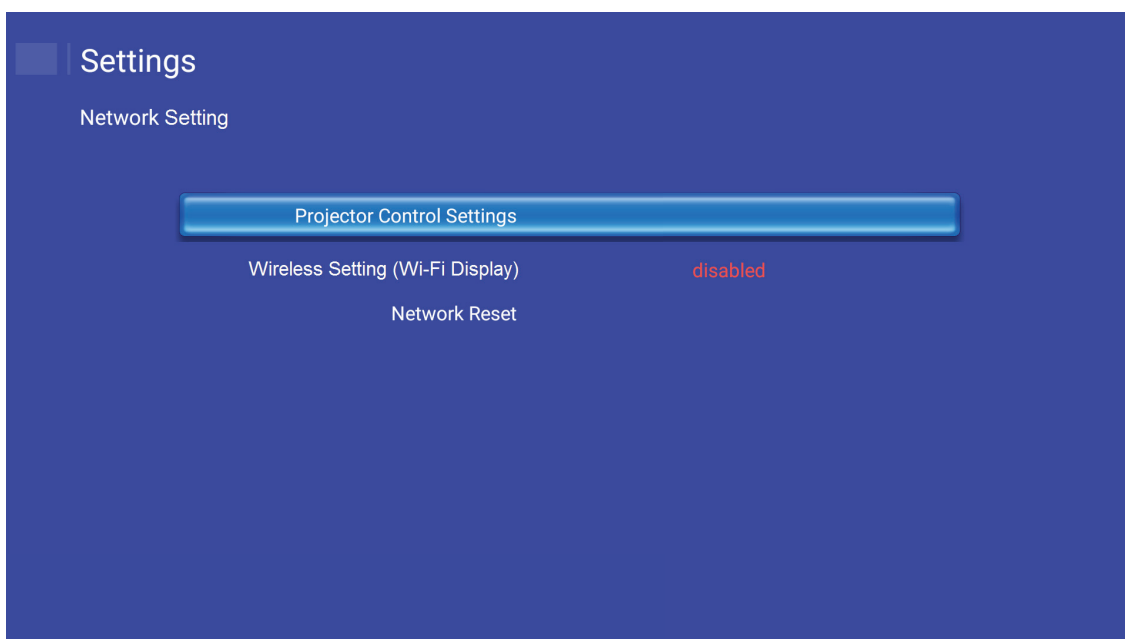 Settings
Network Setting
Projector Control Settings
Wireless Setting (Wi-Fi Display) disabled
Network Reset